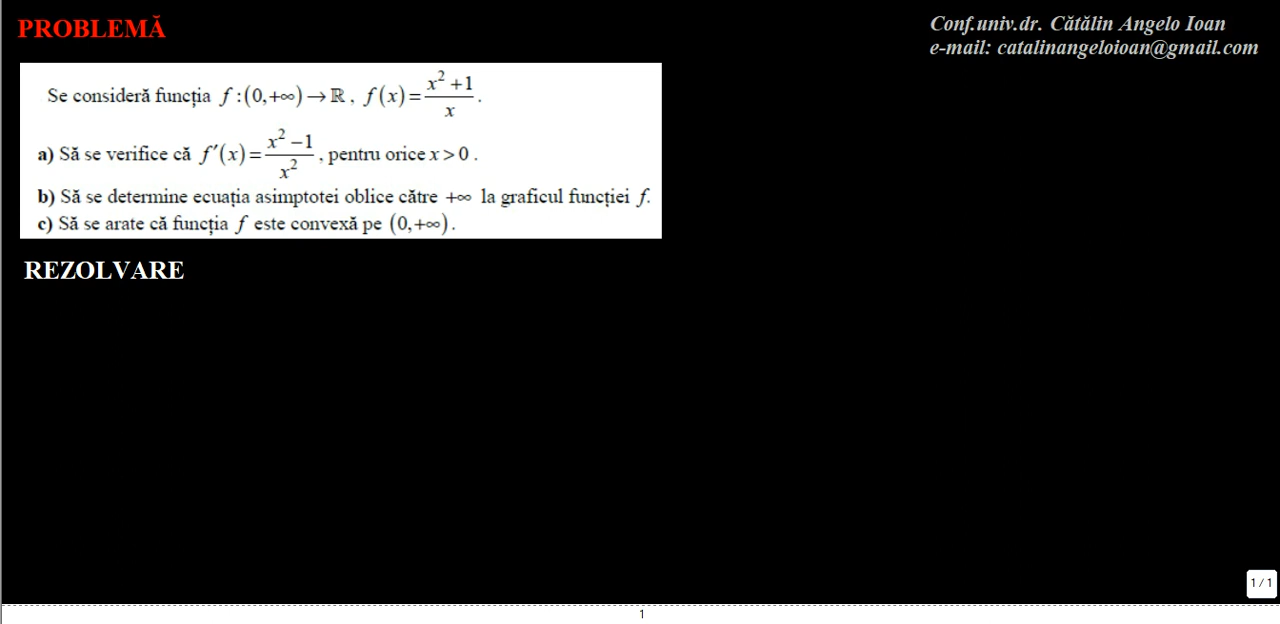 PROBLEMĂ
Conf.univ.dr. Cătălin Angelo Ioan
e-mail: catalinangeloioan@gmail.com
Se consideră funcția f:(0,+∞)→ℝ, f(x)=(x²+1)/x.
a) Să se verifice că f′(x)=(x²−1)/x², pentru orice x>0.
b) Să se determine ecuația asimptotei oblice către +∞ la graficul funcției f.
c) Să se arate că funcția f este convexă pe (0,+∞).
REZOLVARE
1/1
1